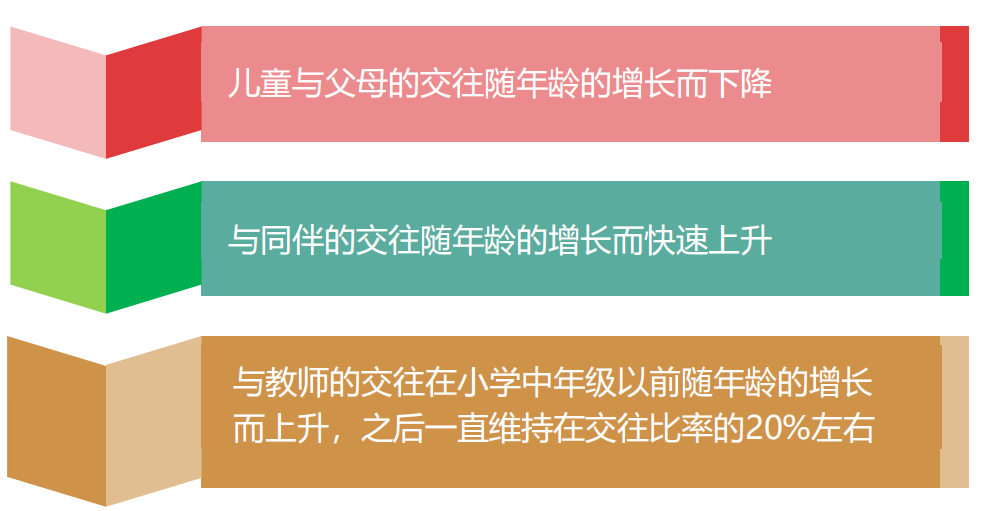 儿童与父母的交往随年龄的增长而下降
与同伴的交往随年龄的增长而快速上升
与教师的交往在小学中年级以前随年龄的增长
而上升，之后一直维持在交往比率的20%左右